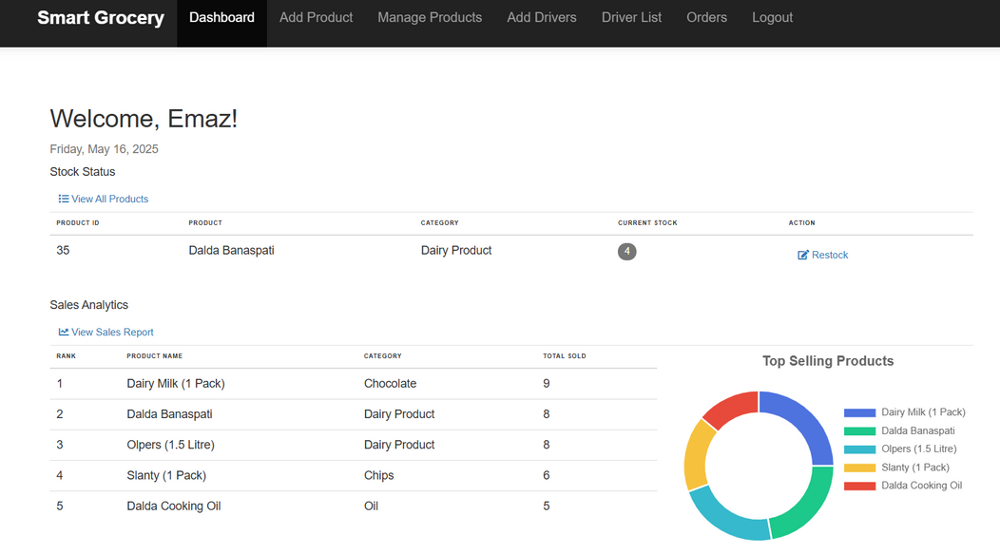 Smart Grocery Dashboard Add Product Manage Products Add Drivers Driver List Orders Logout
Welcome, Emaz!
Friday, May 16, 2025
Stock Status
View All Products
PRODUCT ID PRODUCT CATEGORY CURRENT STOCK ACTION
35 Dalda Banaspati Dairy Product 4 Restock
Sales Analytics
View Sales Report
RANK PRODUCT NAME CATEGORY TOTAL SOLD
1 Dairy Milk (1 Pack) Chocolate 9
2 Dalda Banaspati Dairy Product 8
3 Olpers (1.5 Litre) Dairy Product 8
4 Slanty (1 Pack) Chips 6
5 Dalda Cooking Oil Oil 5
Top Selling Products
Dairy Milk (1 Pack)
Dalda Banaspati
Olpers (1.5 Litre)
Slanty (1 Pack)
Dalda Cooking Oil